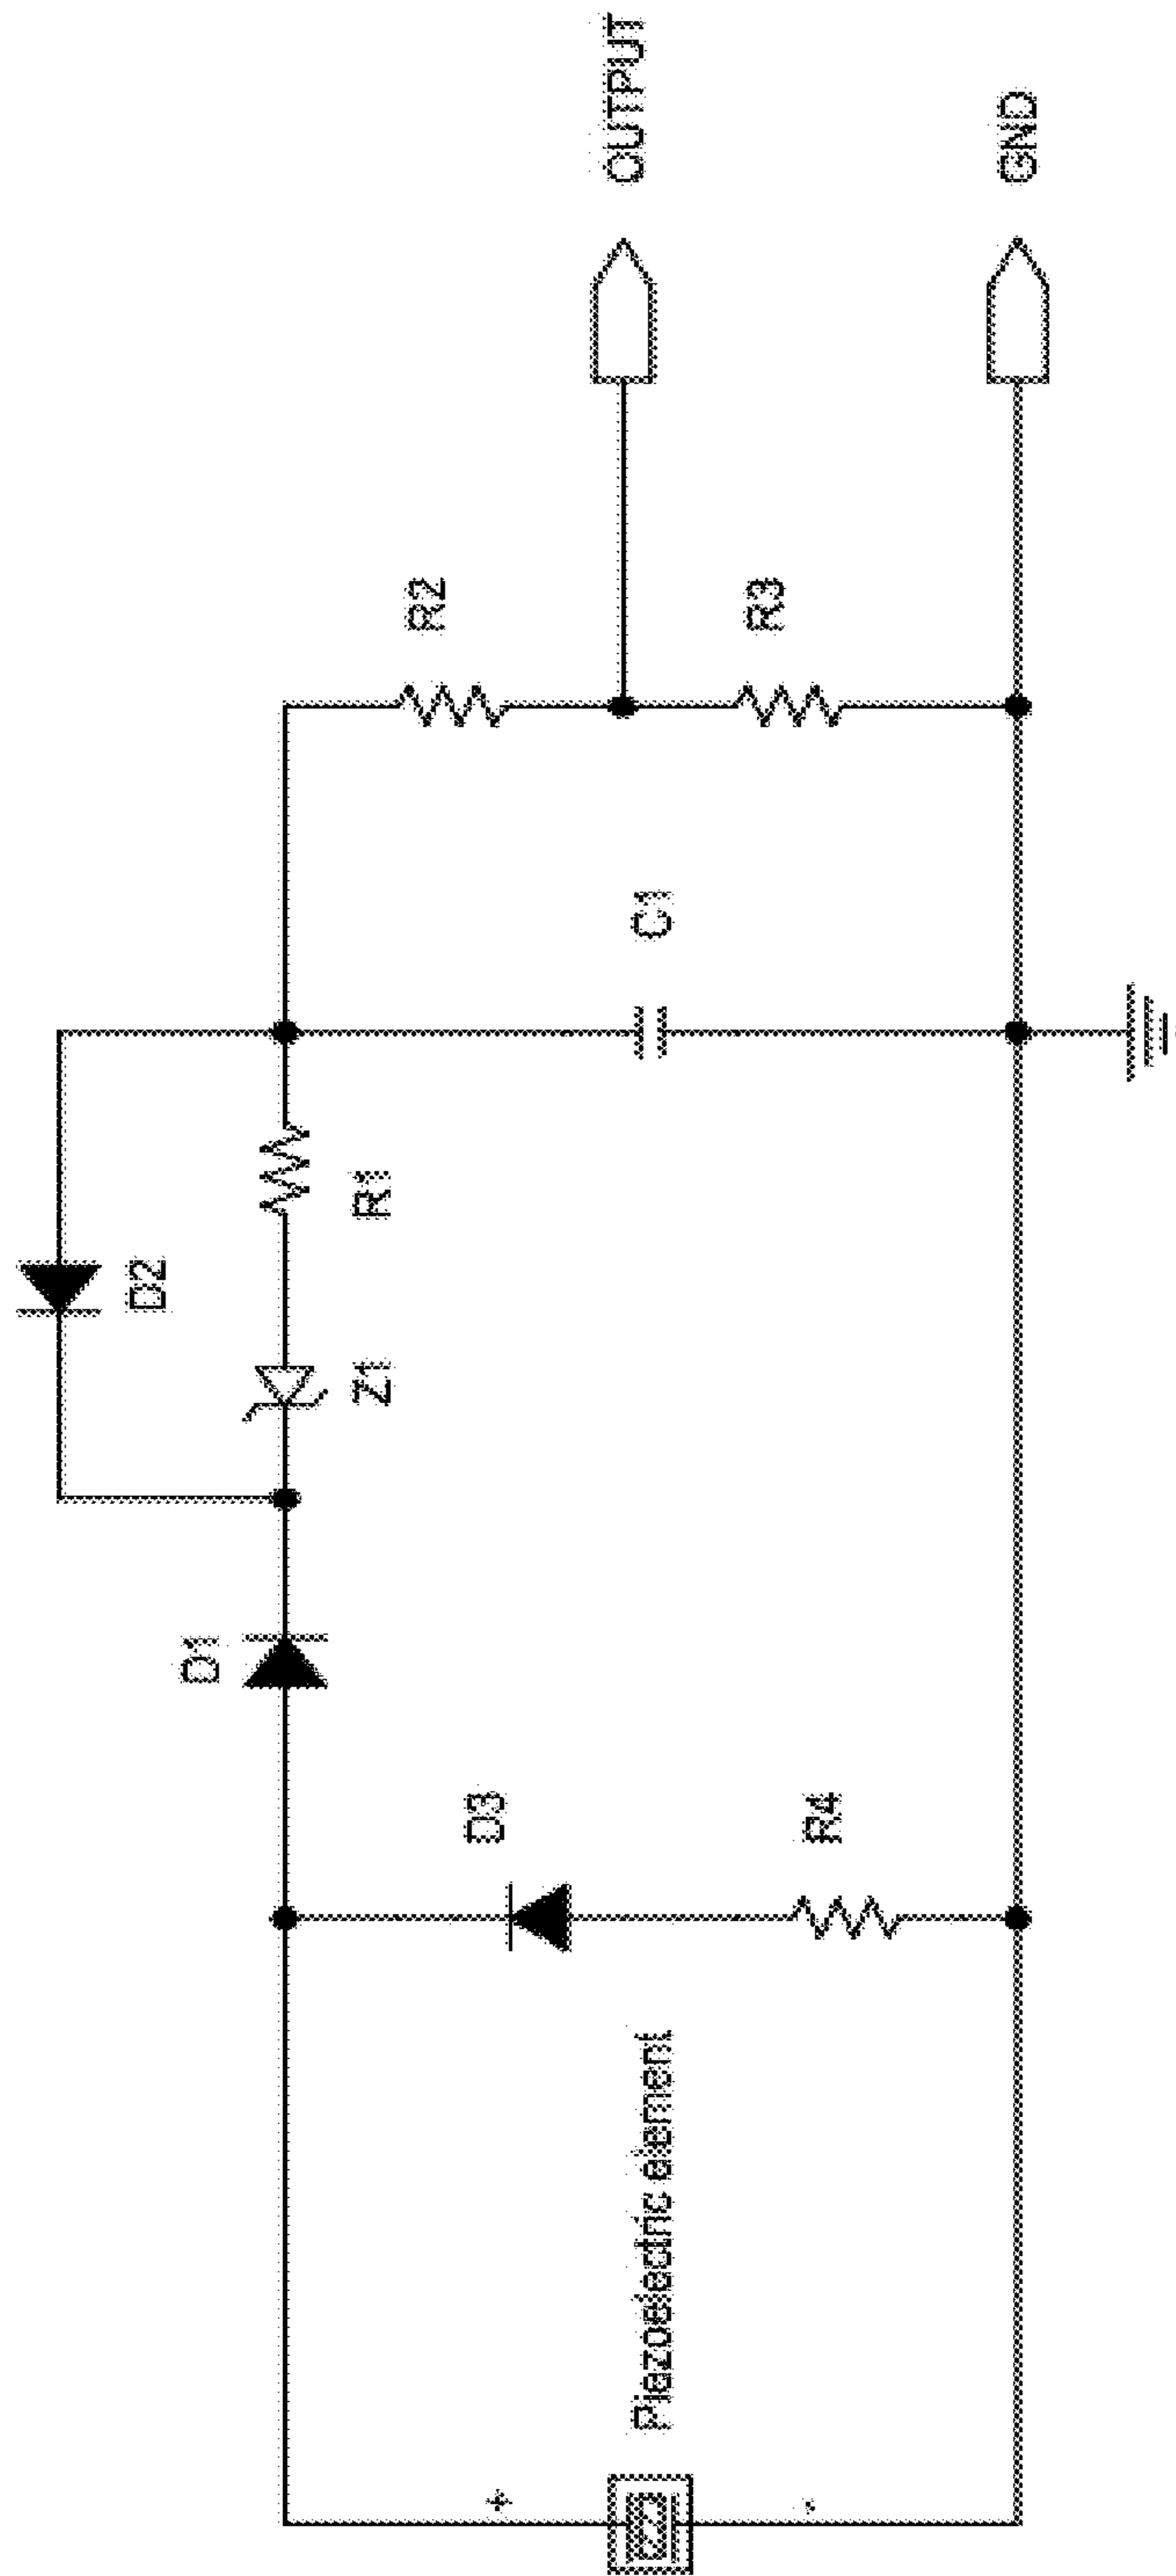 D2
D1
Z1
R1
R2
D3
Piezoelectric element
+
-
R4
C1
R3
OUTPUT
GND